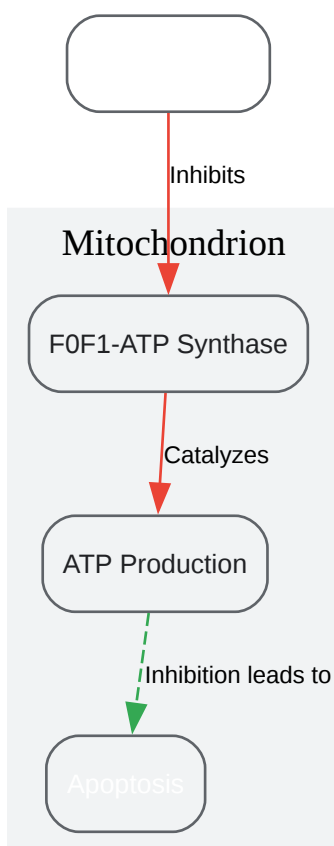 Inhibits
Mitochondrion
F0F1-ATP Synthase
Catalyzes
ATP Production
Inhibition leads to
Apoptosis